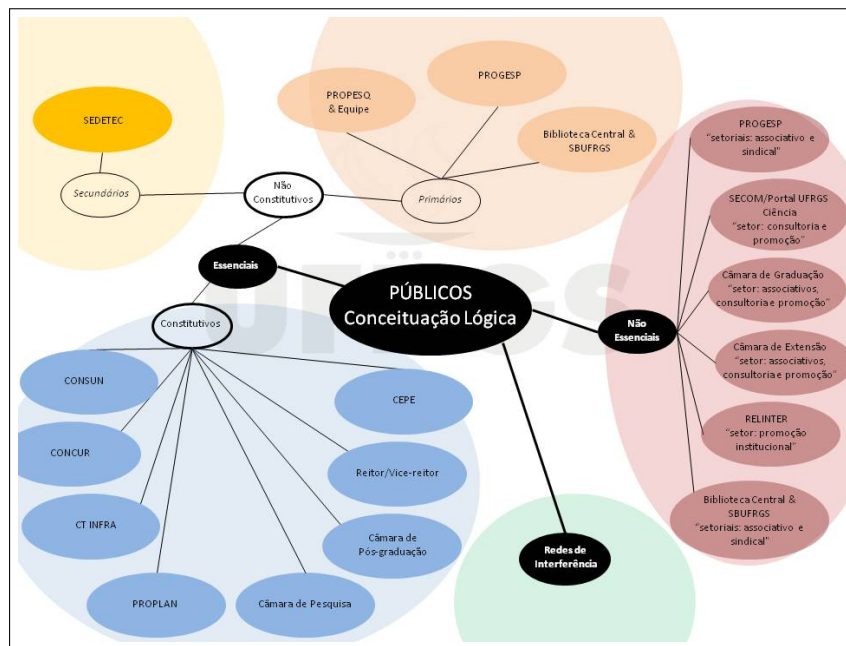 PROGESP
PROPESQ
& Equipe
Biblioteca Central &
SBUFRGS
SEDETEC
Secundários
Não
Constitutivos
Primários
Essenciais
Constitutivos
PÚBLICOS
Conceituação Lógica
UFRGS
Não
Essenciais
PROGESP
"setoriais: associativo e
sindical"
SECOM/Portal UFRGS
Ciência
"setor: consultoria e
promoção"
Câmara de Graduação
"setor: associativos,
consultoria e promoção"
Câmara de Extensão
"setor: associativos,
consultoria e promoção"
RELINTER
"setor: promoção
institucional"
Biblioteca Central &
SBUFRGS
"setoriais: associativo e
sindical"
CONSUN
CONCUR
CT INFRA
PROPLAN
Câmara de Pesquisa
Câmara de
Pós-graduação
Reitor/Vice-reitor
CEPE
Redes de
Interferência